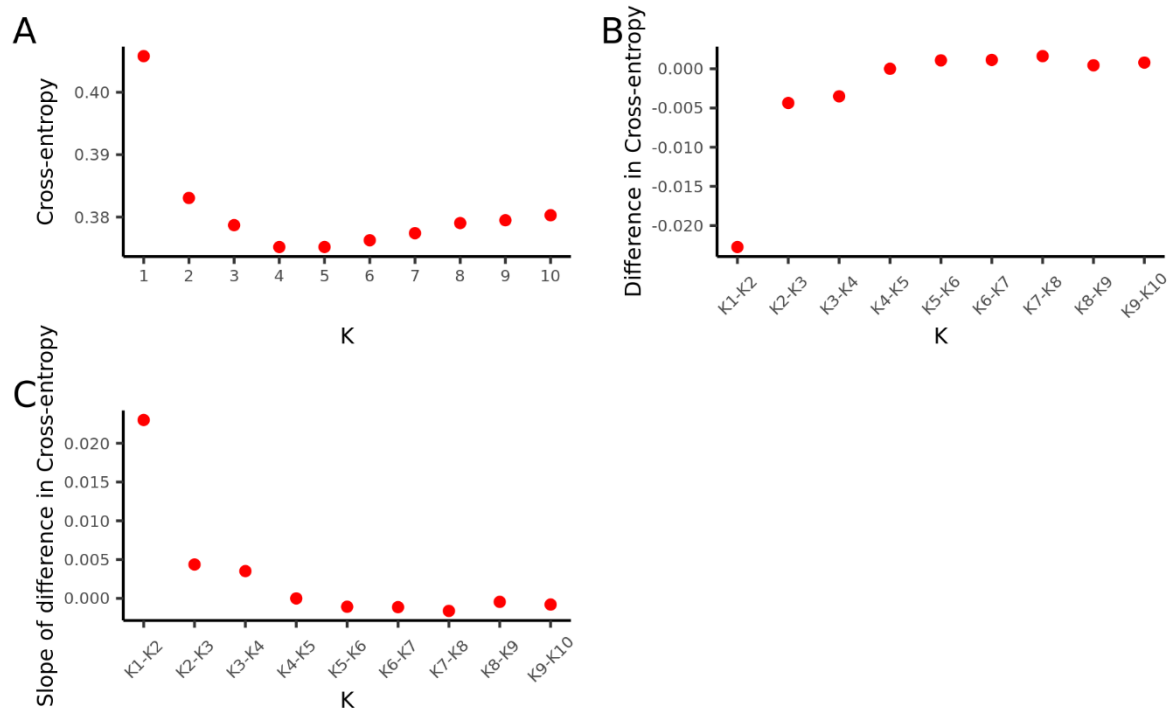 A
Cross-entropy
0.40
0.39
0.38
1 2 3 4 5 6 7 8 9 10
K
B
Difference in Cross-entropy
0.000
-0.005
-0.010
-0.015
-0.020
K1-K2 K2-K3 K3-K4 K4-K5 K5-K6 K6-K7 K7-K8 K8-K9 K9-K10
K
C
Slope of difference in Cross-entropy
0.020
0.015
0.010
0.005
0.000
K1-K2 K2-K3 K3-K4 K4-K5 K5-K6 K6-K7 K7-K8 K8-K9 K9-K10
K